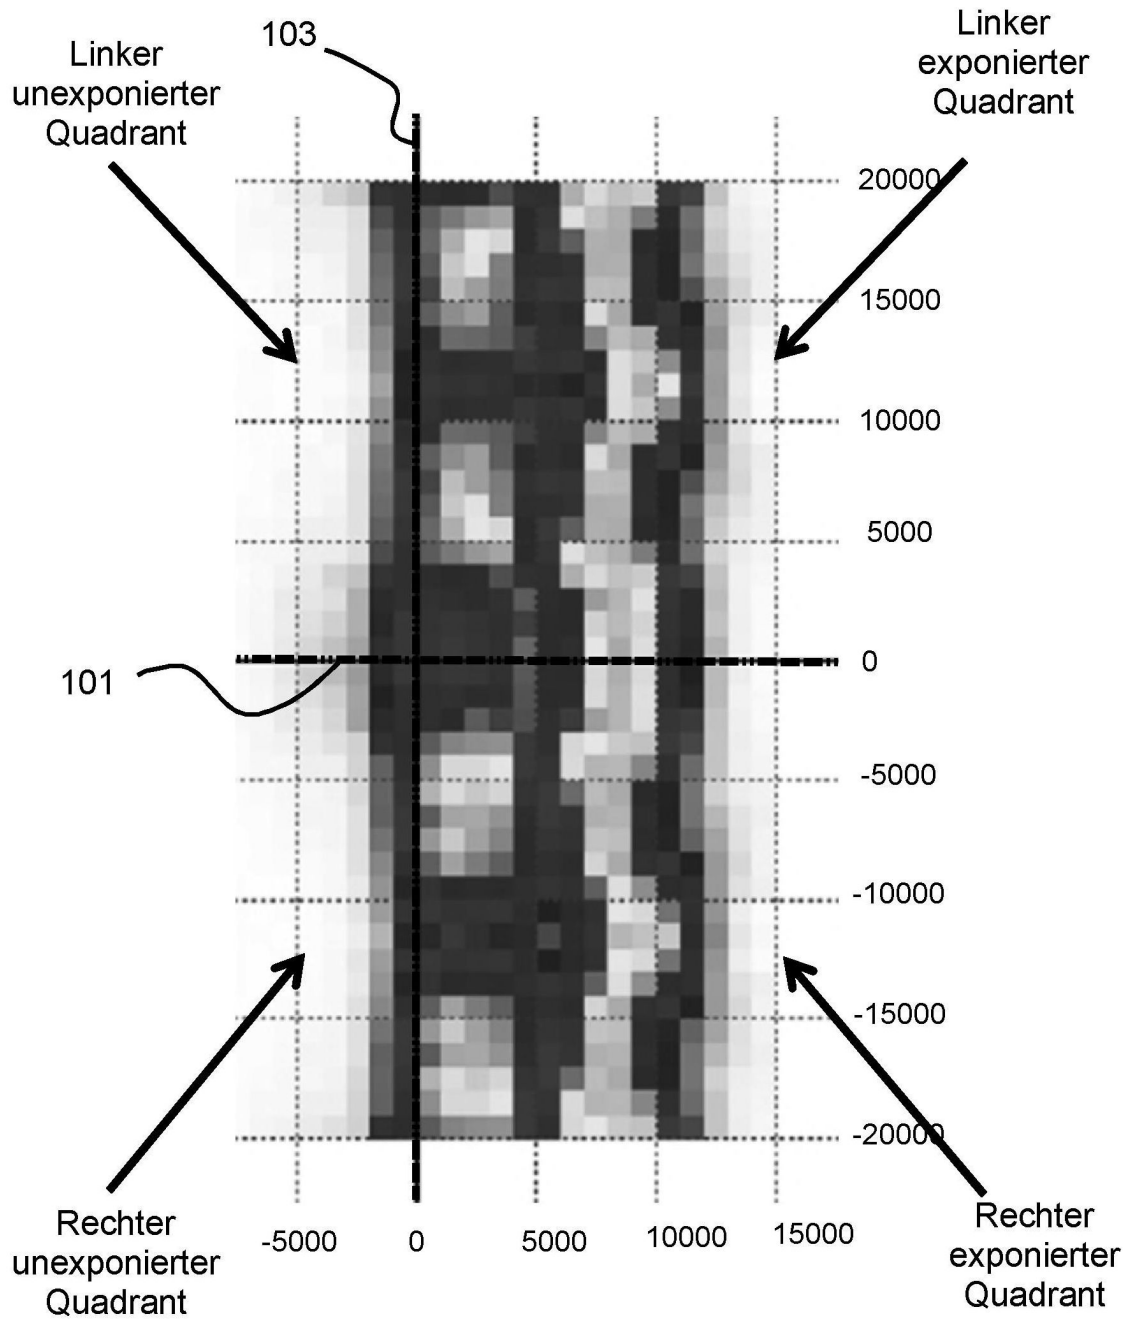 103
Linker
unexponierter
Quadrant
Linker
exponierter
Quadrant
20000
15000
10000
5000
0
-5000
-10000
-15000
-20000
101
-5000 0 5000 10000 15000
Rechter
unexponierter
Quadrant
Rechter
exponierter
Quadrant